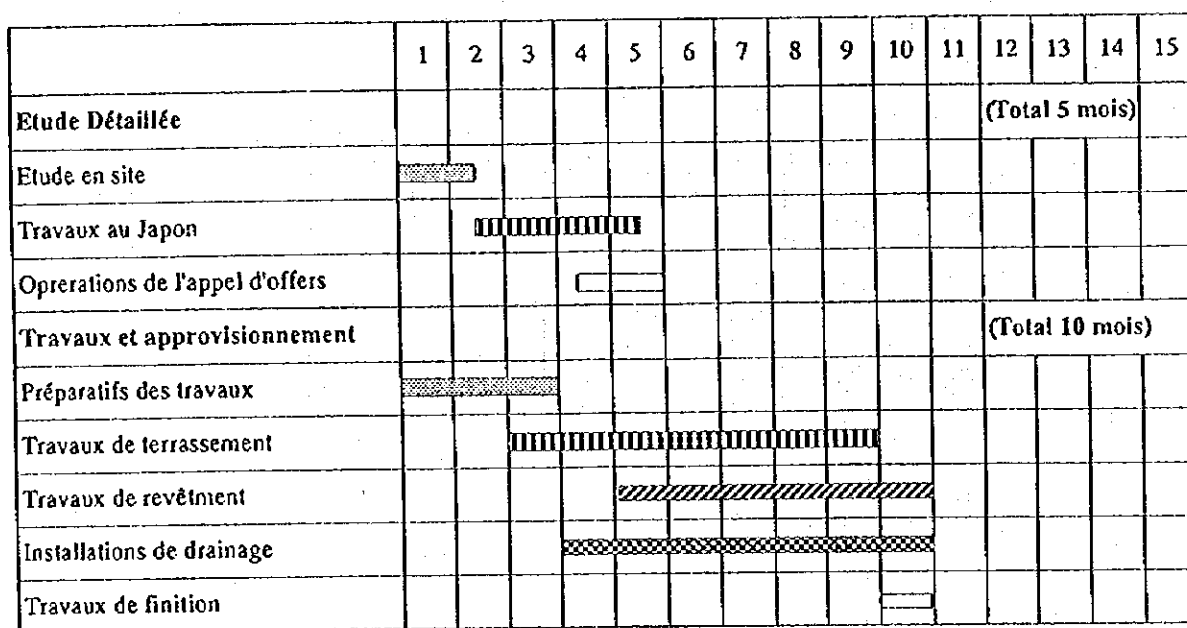 1 2 3 4 5 6 7 8 9 10 11 12 13 14 15
Etude Détaillée (Total 5 mois)
Etude en site
Travaux au Japon
Oprerations de l'appel d'offers
Travaux et approvisionnement (Total 10 mois)
Préparatifs des travaux
Travaux de terrassement
Travaux de revêtment
Installations de drainage
Travaux de finition